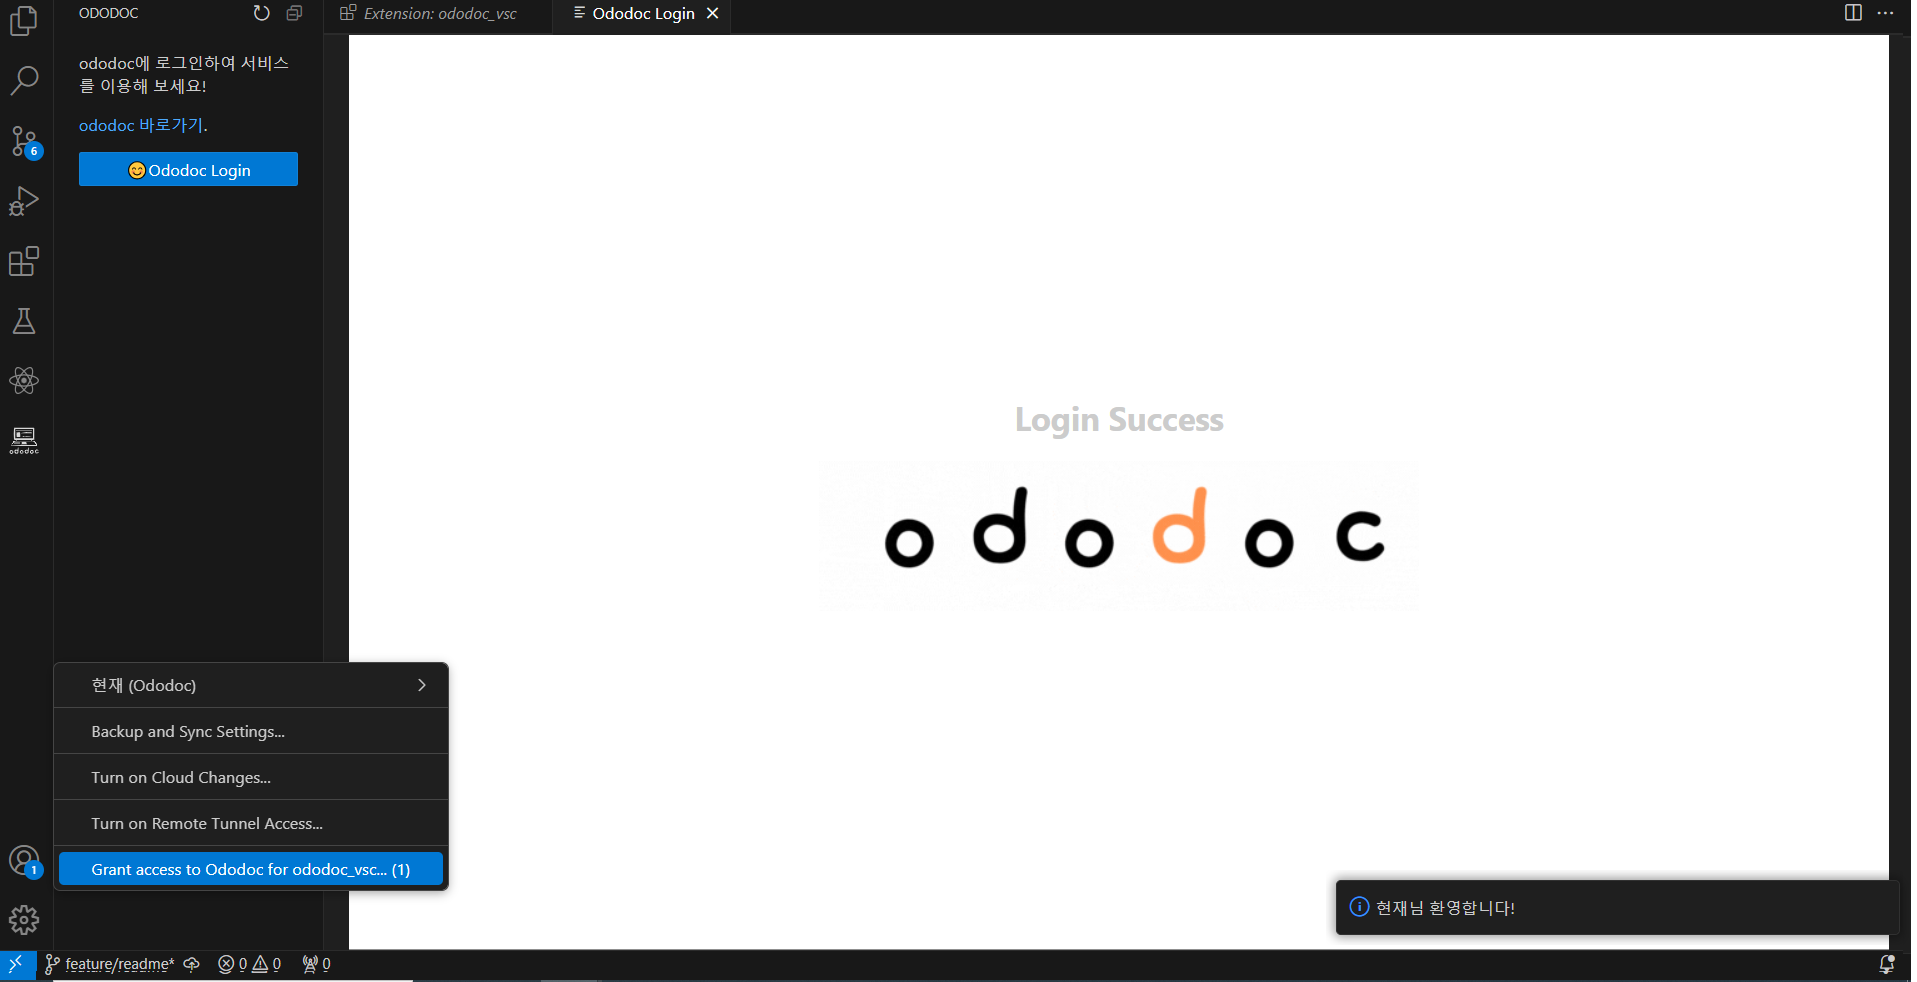 ODODOC
Extension: ododoc_vsc
Ododoc Login
ododoc에 로그인하여 서비스
를 이용해 보세요!
ododoc 바로가기.
😊Ododoc Login
6
ododoc
Login Success
ododoc
현재 (Ododoc)
Backup and Sync Settings...
Turn on Cloud Changes...
Turn on Remote Tunnel Access...
Grant access to Ododoc for ododoc_vsc... (1)
1
현재님 환영합니다!
feature/readme* 0 0 0